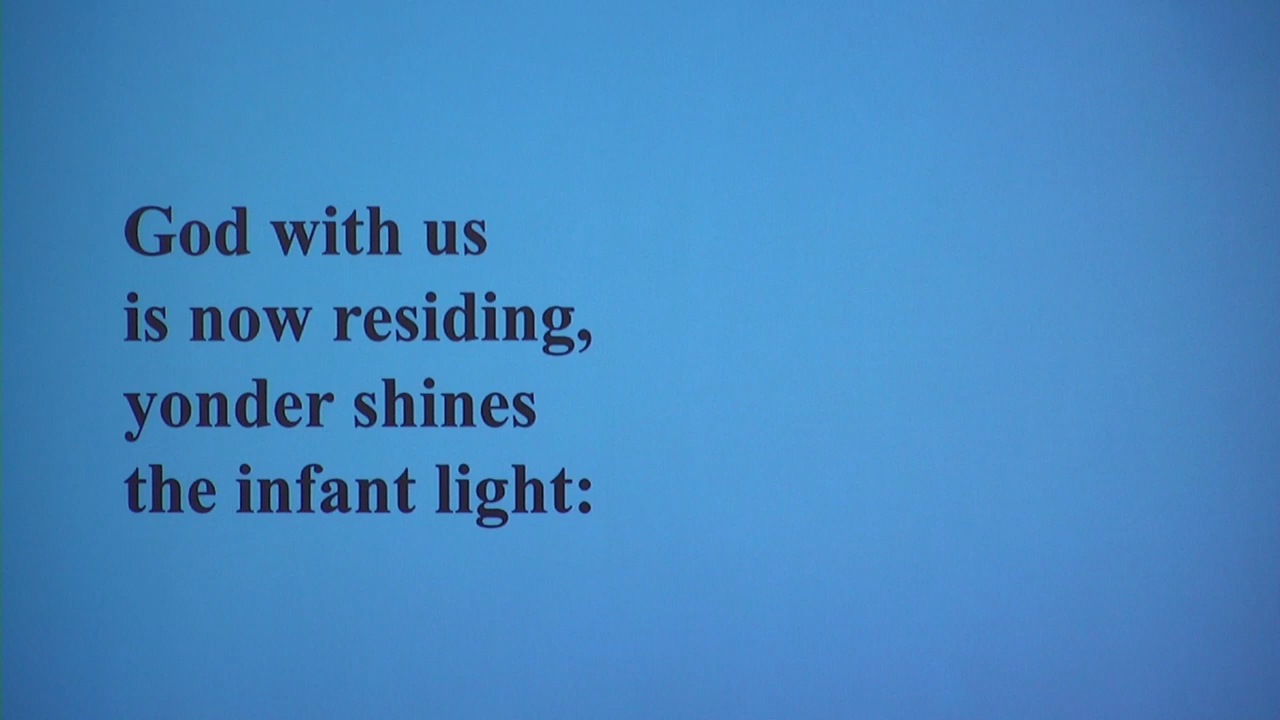 God with us
is now residing,
yonder shines
the infant light: